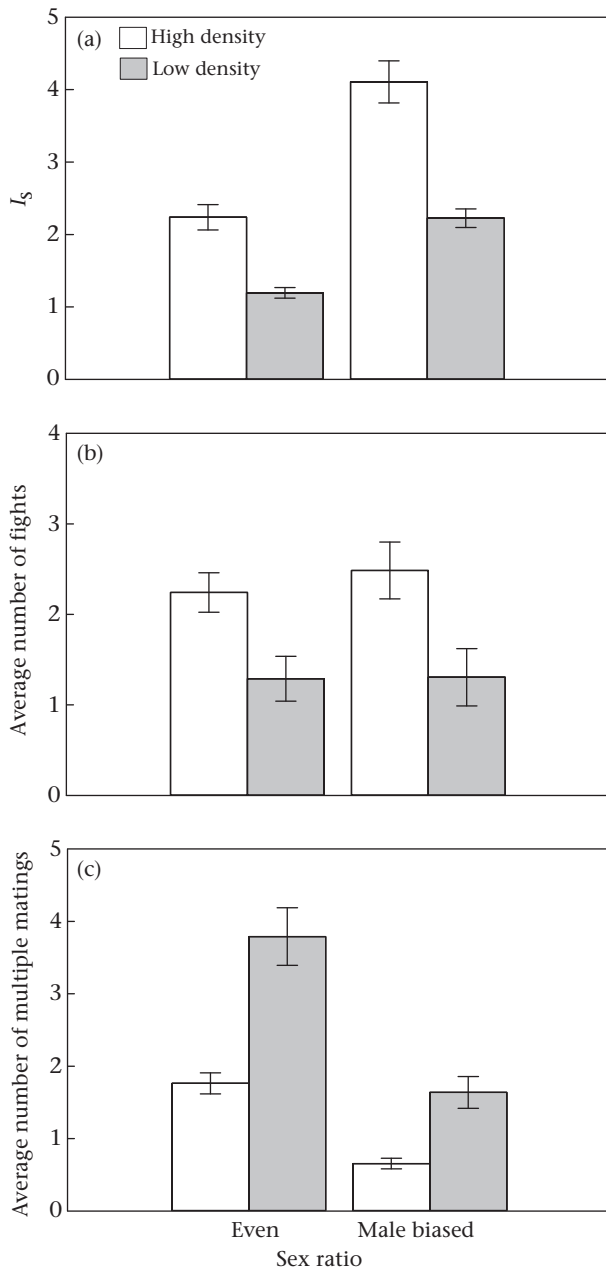 (a)
High density
Low density
5
4
3
2
1
0
I_s
(b)
4
3
2
1
0
Average number of fights
(c)
5
4
3
2
1
0
Average number of multiple matings
Even
Male biased
Sex ratio